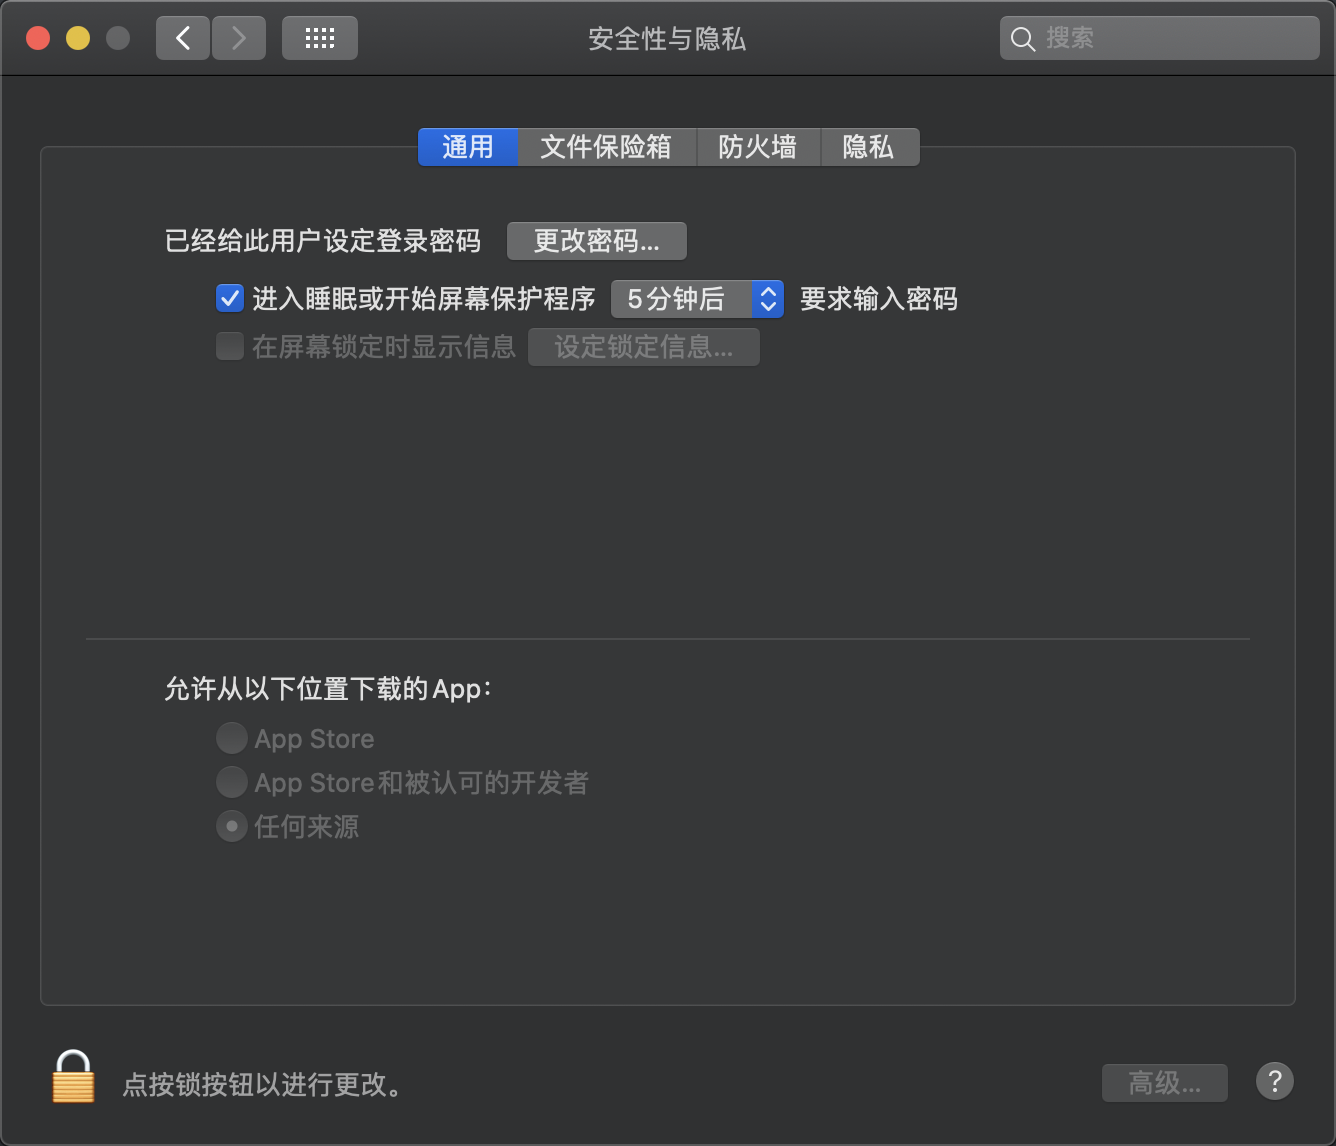 安全性与隐私
搜索
通用 文件保险箱 防火墙 隐私
已经给此用户设定登录密码 更改密码...
进入睡眠或开始屏幕保护程序 5分钟后 要求输入密码
在屏幕锁定时显示信息 设定锁定信息...
允许从以下位置下载的App：
App Store
App Store和被认可的开发者
任何来源
点按锁按钮以进行更改。
高级... ?